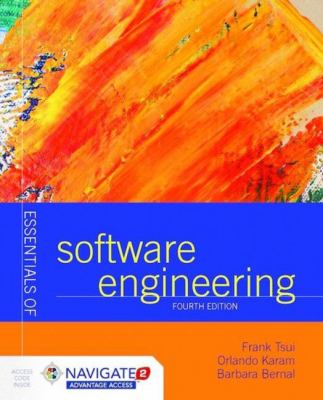 ESSENTIALS OF
software
engineering
FOURTH EDITION
Frank Tsui
Orlando Karam
Barbara Bernal
ACCESS
CODE
INSIDE
NAVIGATE 2
ADVANTAGE ACCESS